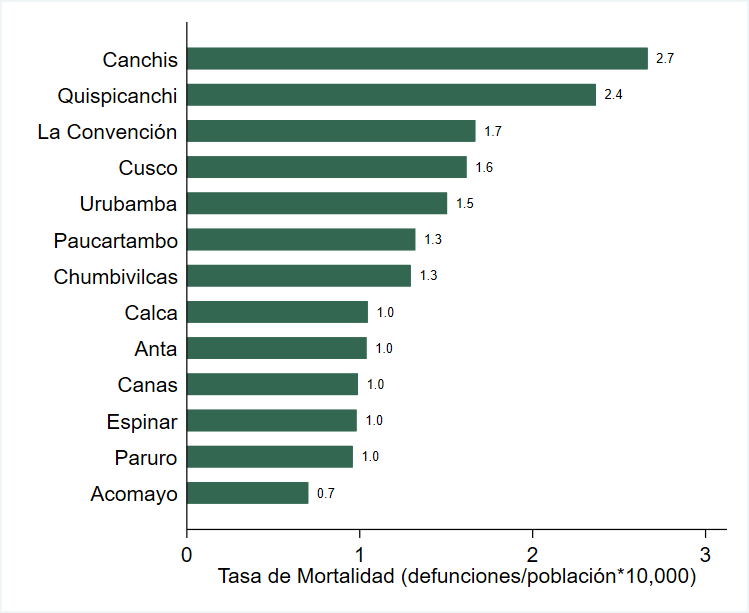 Canchis 2.7
Quispicanchi 2.4
La Convención 1.7
Cusco 1.6
Urubamba 1.5
Paucartambo 1.3
Chumbivilcas 1.3
Calca 1.0
Anta 1.0
Canas 1.0
Espinar 1.0
Paruro 1.0
Acomayo 0.7
0 1 2 3
Tasa de Mortalidad (defunciones/población*10,000)